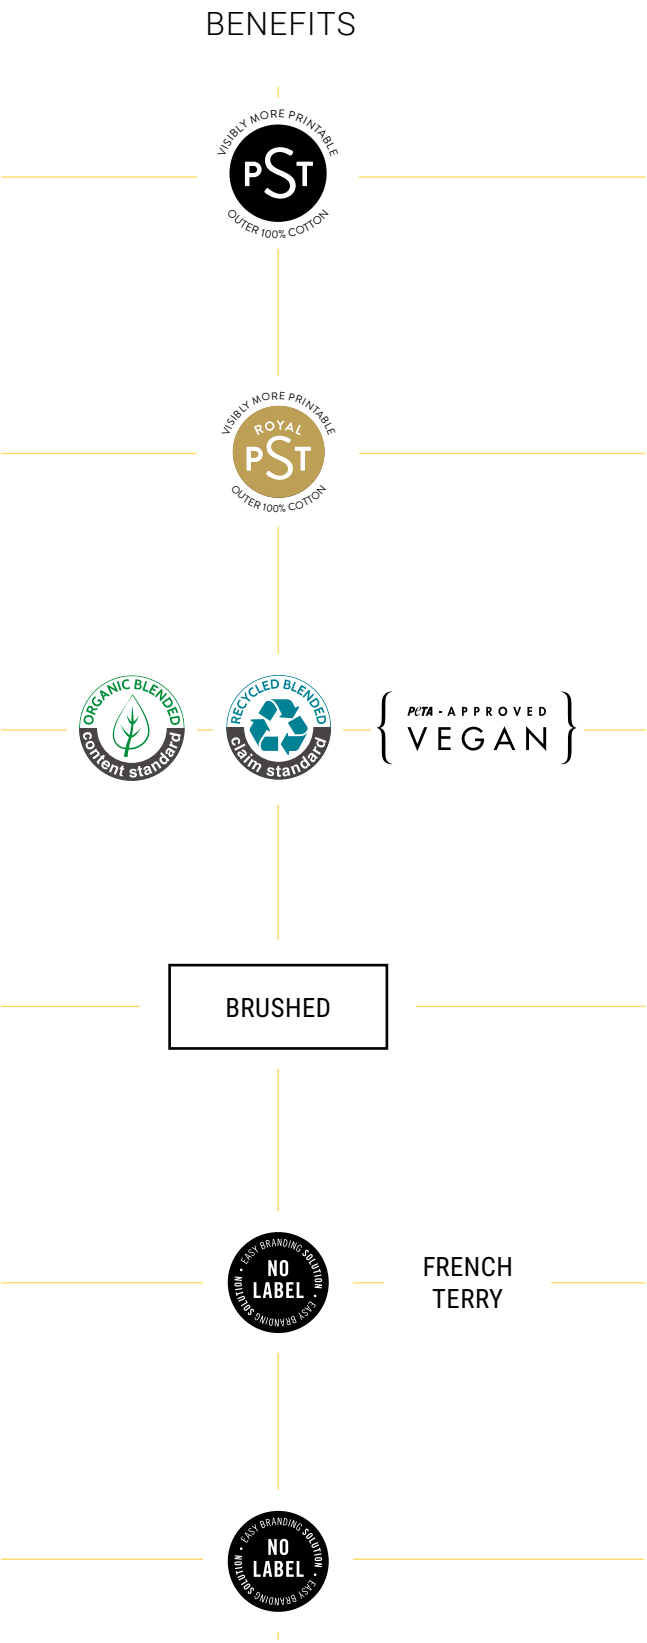 BENEFITS
VISIBLY MORE PRINTABLE
PST
OUTER 100% COTTON
VISIBLY MORE PRINTABLE
ROYAL
PST
OUTER 100% COTTON
ORGANIC BLENDED
content standard
RECYCLED BLENDED
claim standard
PETA - APPROVED
VEGAN
BRUSHED
• EASY BRANDING SOLUTION
NO
LABEL
• EASY BRANDING SOLUTION
FRENCH
TERRY
• EASY BRANDING SOLUTION
NO
LABEL
• EASY BRANDING SOLUTION